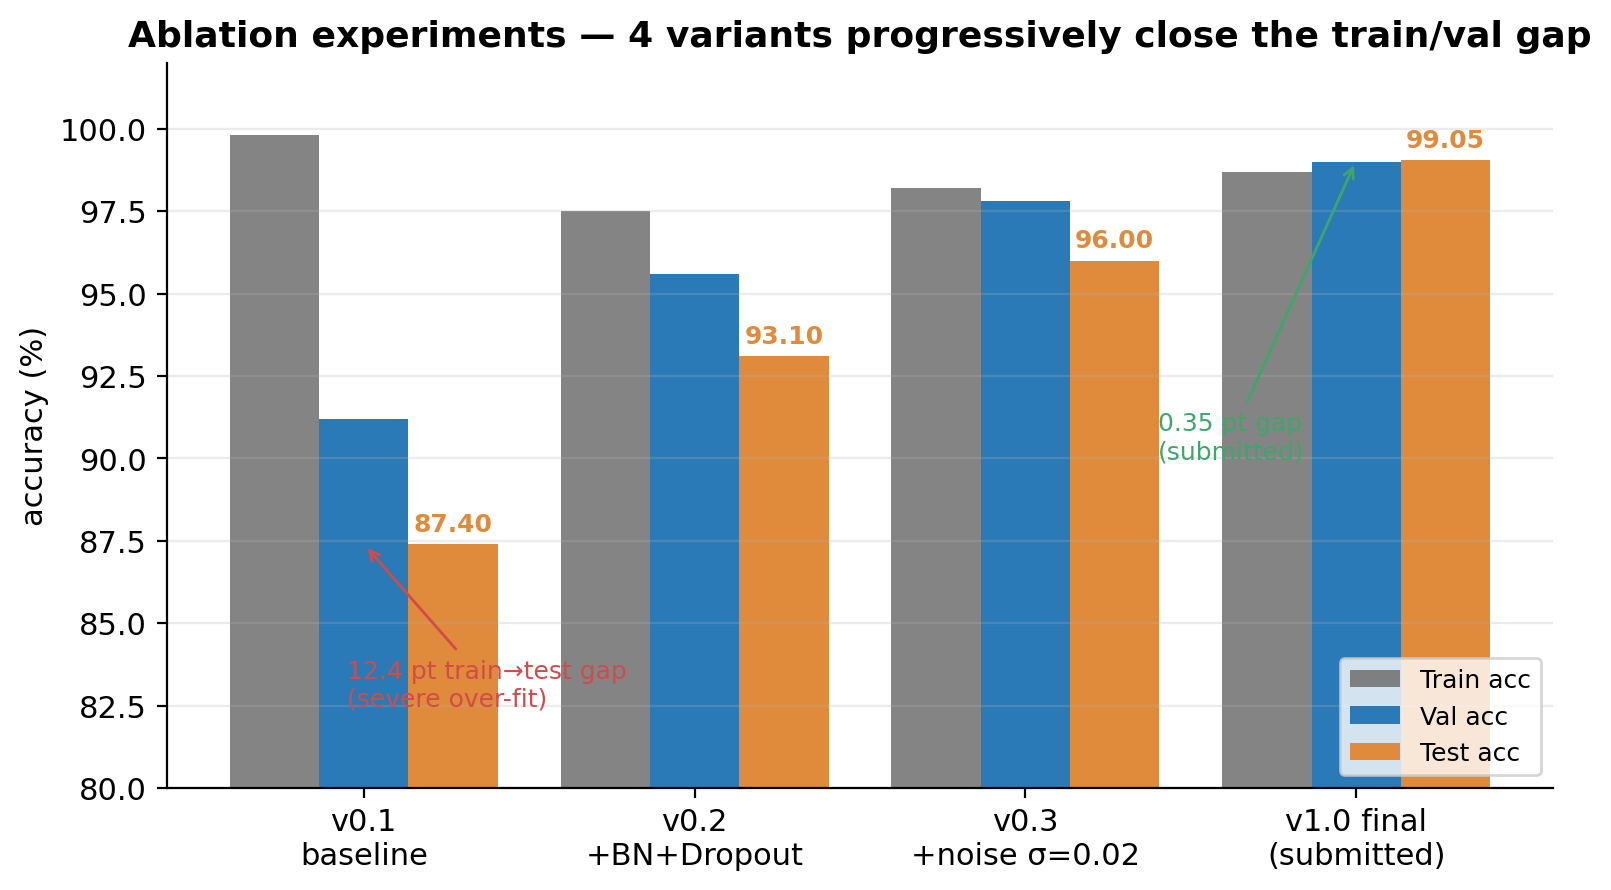 Ablation experiments — 4 variants progressively close the train/val gap
accuracy (%)
100.0
97.5
95.0
92.5
90.0
87.5
85.0
82.5
80.0
87.40
93.10
96.00
99.05
12.4 pt train→test gap
(severe over-fit)
0.35 pt gap
(submitted)
Train acc
Val acc
Test acc
v0.1
baseline
v0.2
+BN+Dropout
v0.3
+noise σ=0.02
v1.0 final
(submitted)